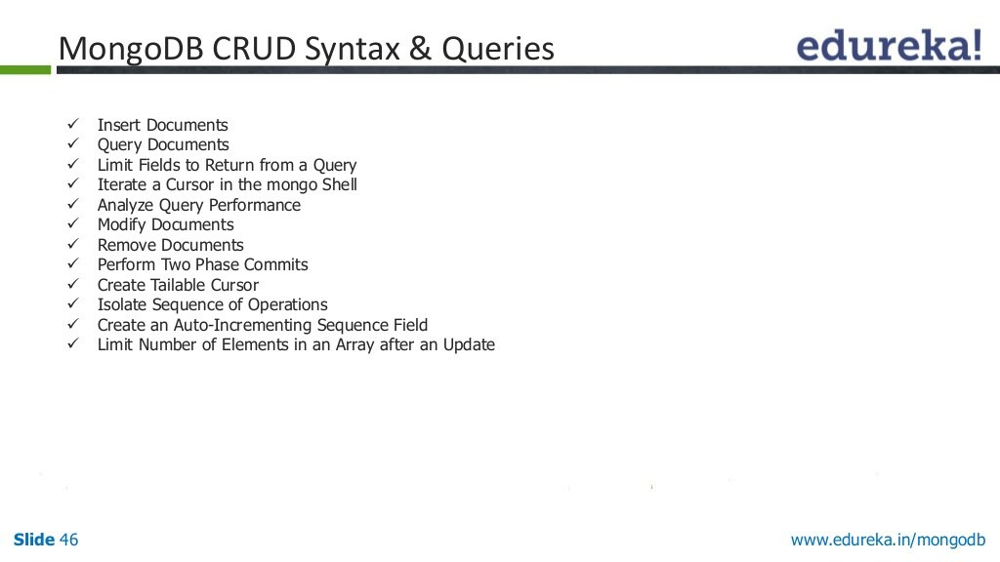 MongoDB CRUD Syntax & Queries
edureka!
✓ Insert Documents
✓ Query Documents
✓ Limit Fields to Return from a Query
✓ Iterate a Cursor in the mongo Shell
✓ Analyze Query Performance
✓ Modify Documents
✓ Remove Documents
✓ Perform Two Phase Commits
✓ Create Tailable Cursor
✓ Isolate Sequence of Operations
✓ Create an Auto-Incrementing Sequence Field
✓ Limit Number of Elements in an Array after an Update
Slide 46
www.edureka.in/mongodb